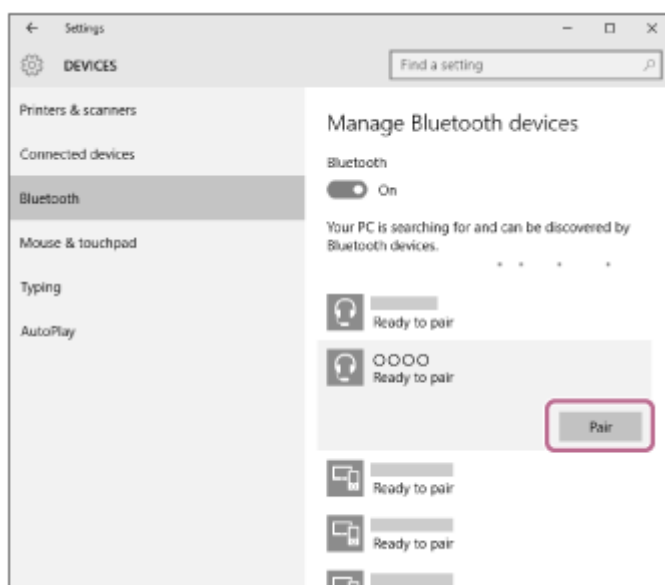 Settings
DEVICES
Find a setting
Printers & scanners
Connected devices
Bluetooth
Mouse & touchpad
Typing
AutoPlay
Manage Bluetooth devices
Bluetooth
On
Your PC is searching for and can be discovered by
Bluetooth devices.
Ready to pair
OOOO
Ready to pair
Pair
Ready to pair
Ready to pair